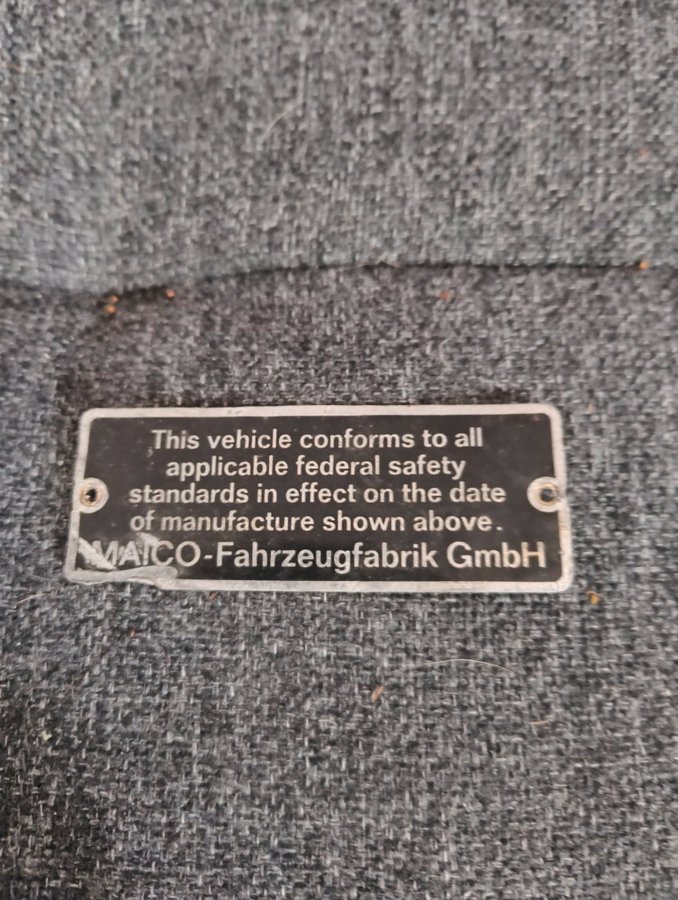 This vehicle conforms to all
applicable federal safety
standards in effect on the date
of manufacture shown above.
MAICO-Fahrzeugfabrik GmbH